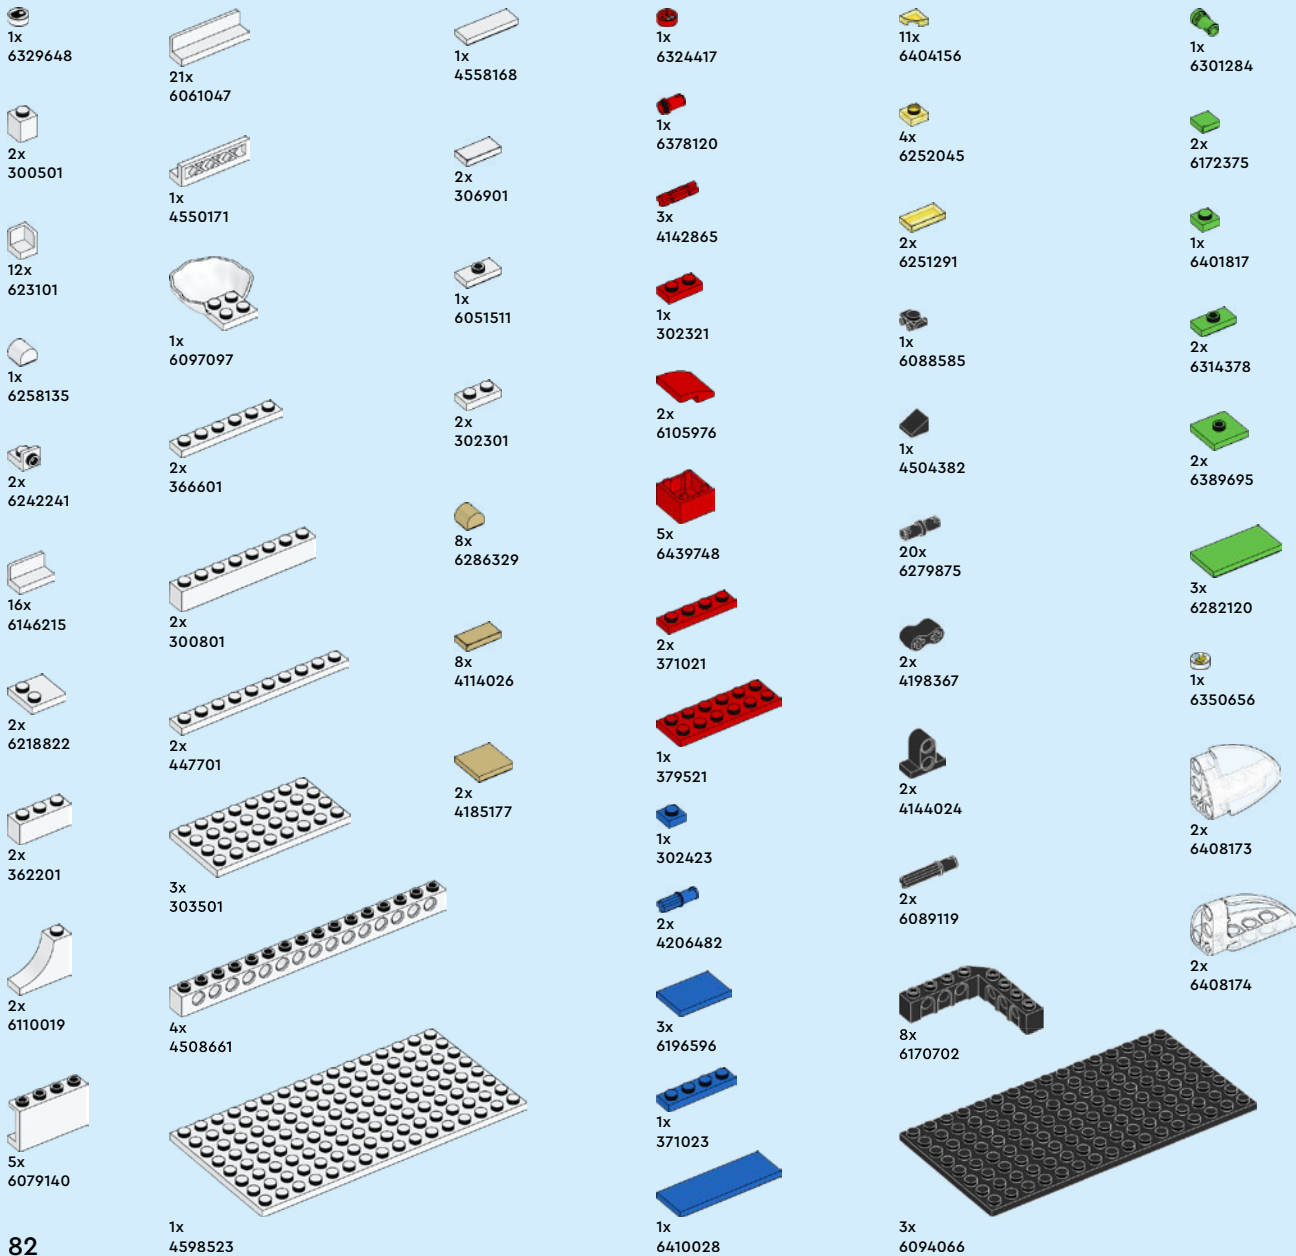 1x
6329648
2x
300501
12x
623101
1x
6258135
2x
6242241
16x
6146215
2x
6218822
2x
362201
2x
6110019
5x
6079140
82
21x
6061047
1x
4550171
1x
6097097
2x
366601
2x
300801
2x
447701
3x
303501
4x
4508661
1x
4598523
1x
4558168
2x
306901
1x
6051511
2x
302301
8x
6286329
8x
4114026
2x
4185177
1x
6324417
1x
6378120
3x
4142865
1x
302321
2x
6105976
5x
6439748
2x
371021
1x
379521
1x
302423
2x
4206482
3x
6196596
1x
371023
1x
6410028
11x
6404156
4x
6252045
2x
6251291
1x
6088585
1x
4504382
20x
6279875
2x
4198367
2x
4144024
2x
6089119
8x
6170702
3x
6094066
1x
6301284
2x
6172375
1x
6401817
2x
6314378
2x
6389695
3x
6282120
1x
6350656
2x
6408173
2x
6408174